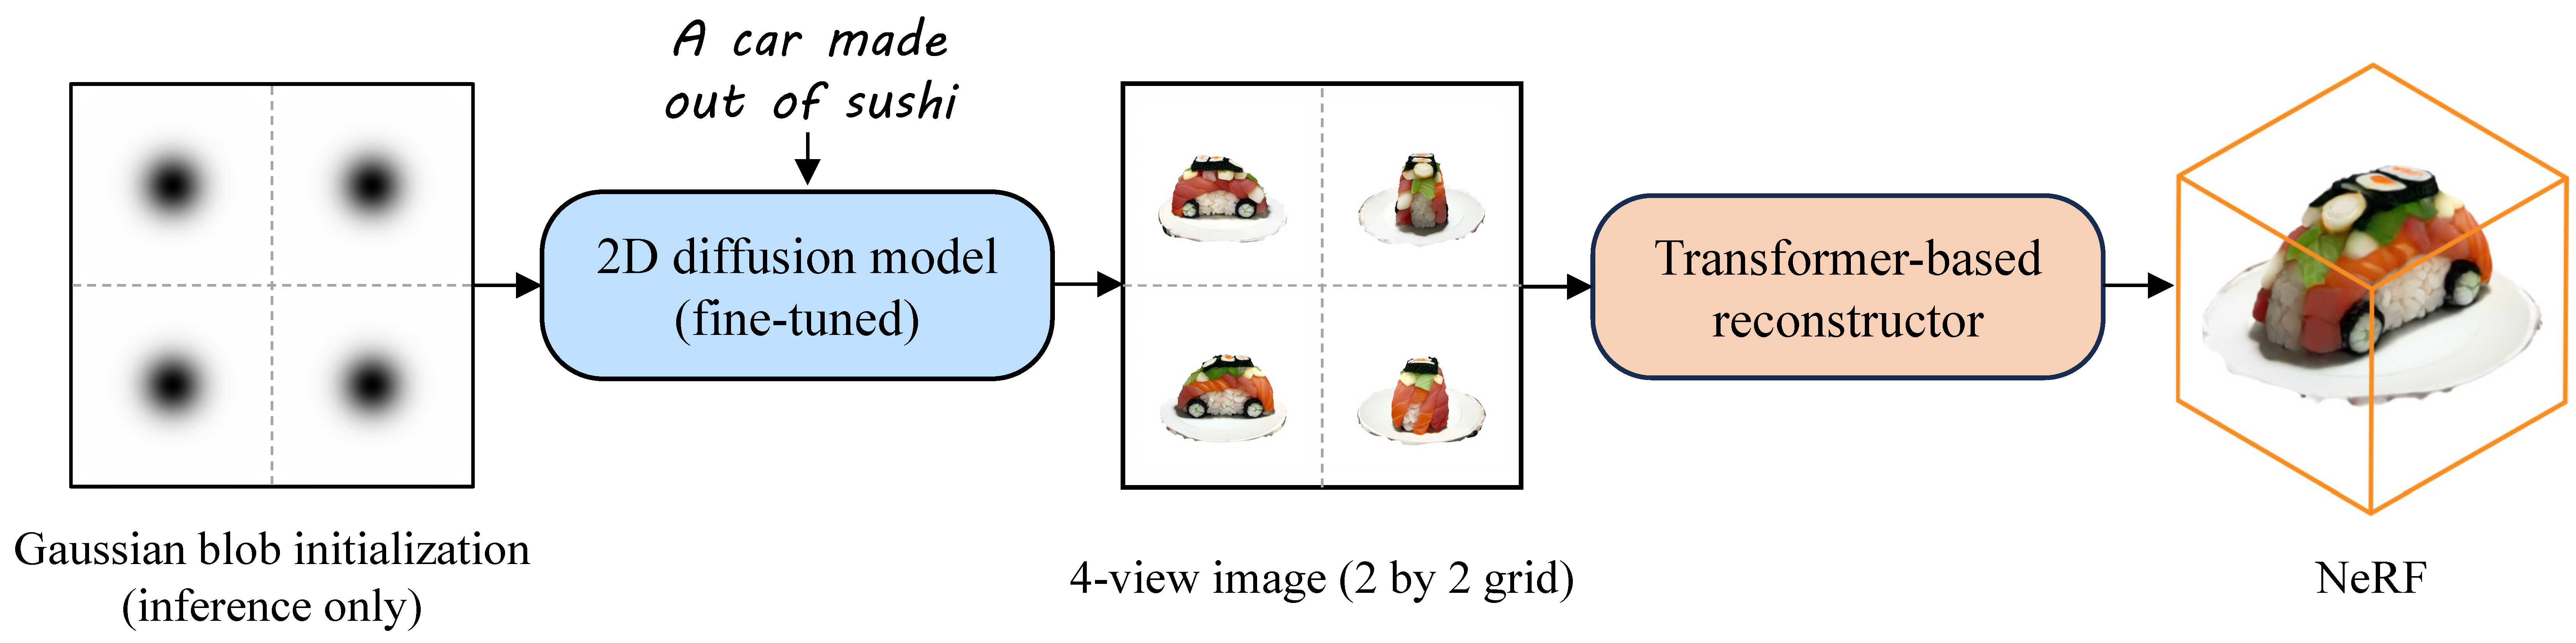 A car made
out of sushi
2D diffusion model
(fine-tuned)
Transformer-based
reconstructor
Gaussian blob initialization
(inference only)
4-view image (2 by 2 grid)
NeRF